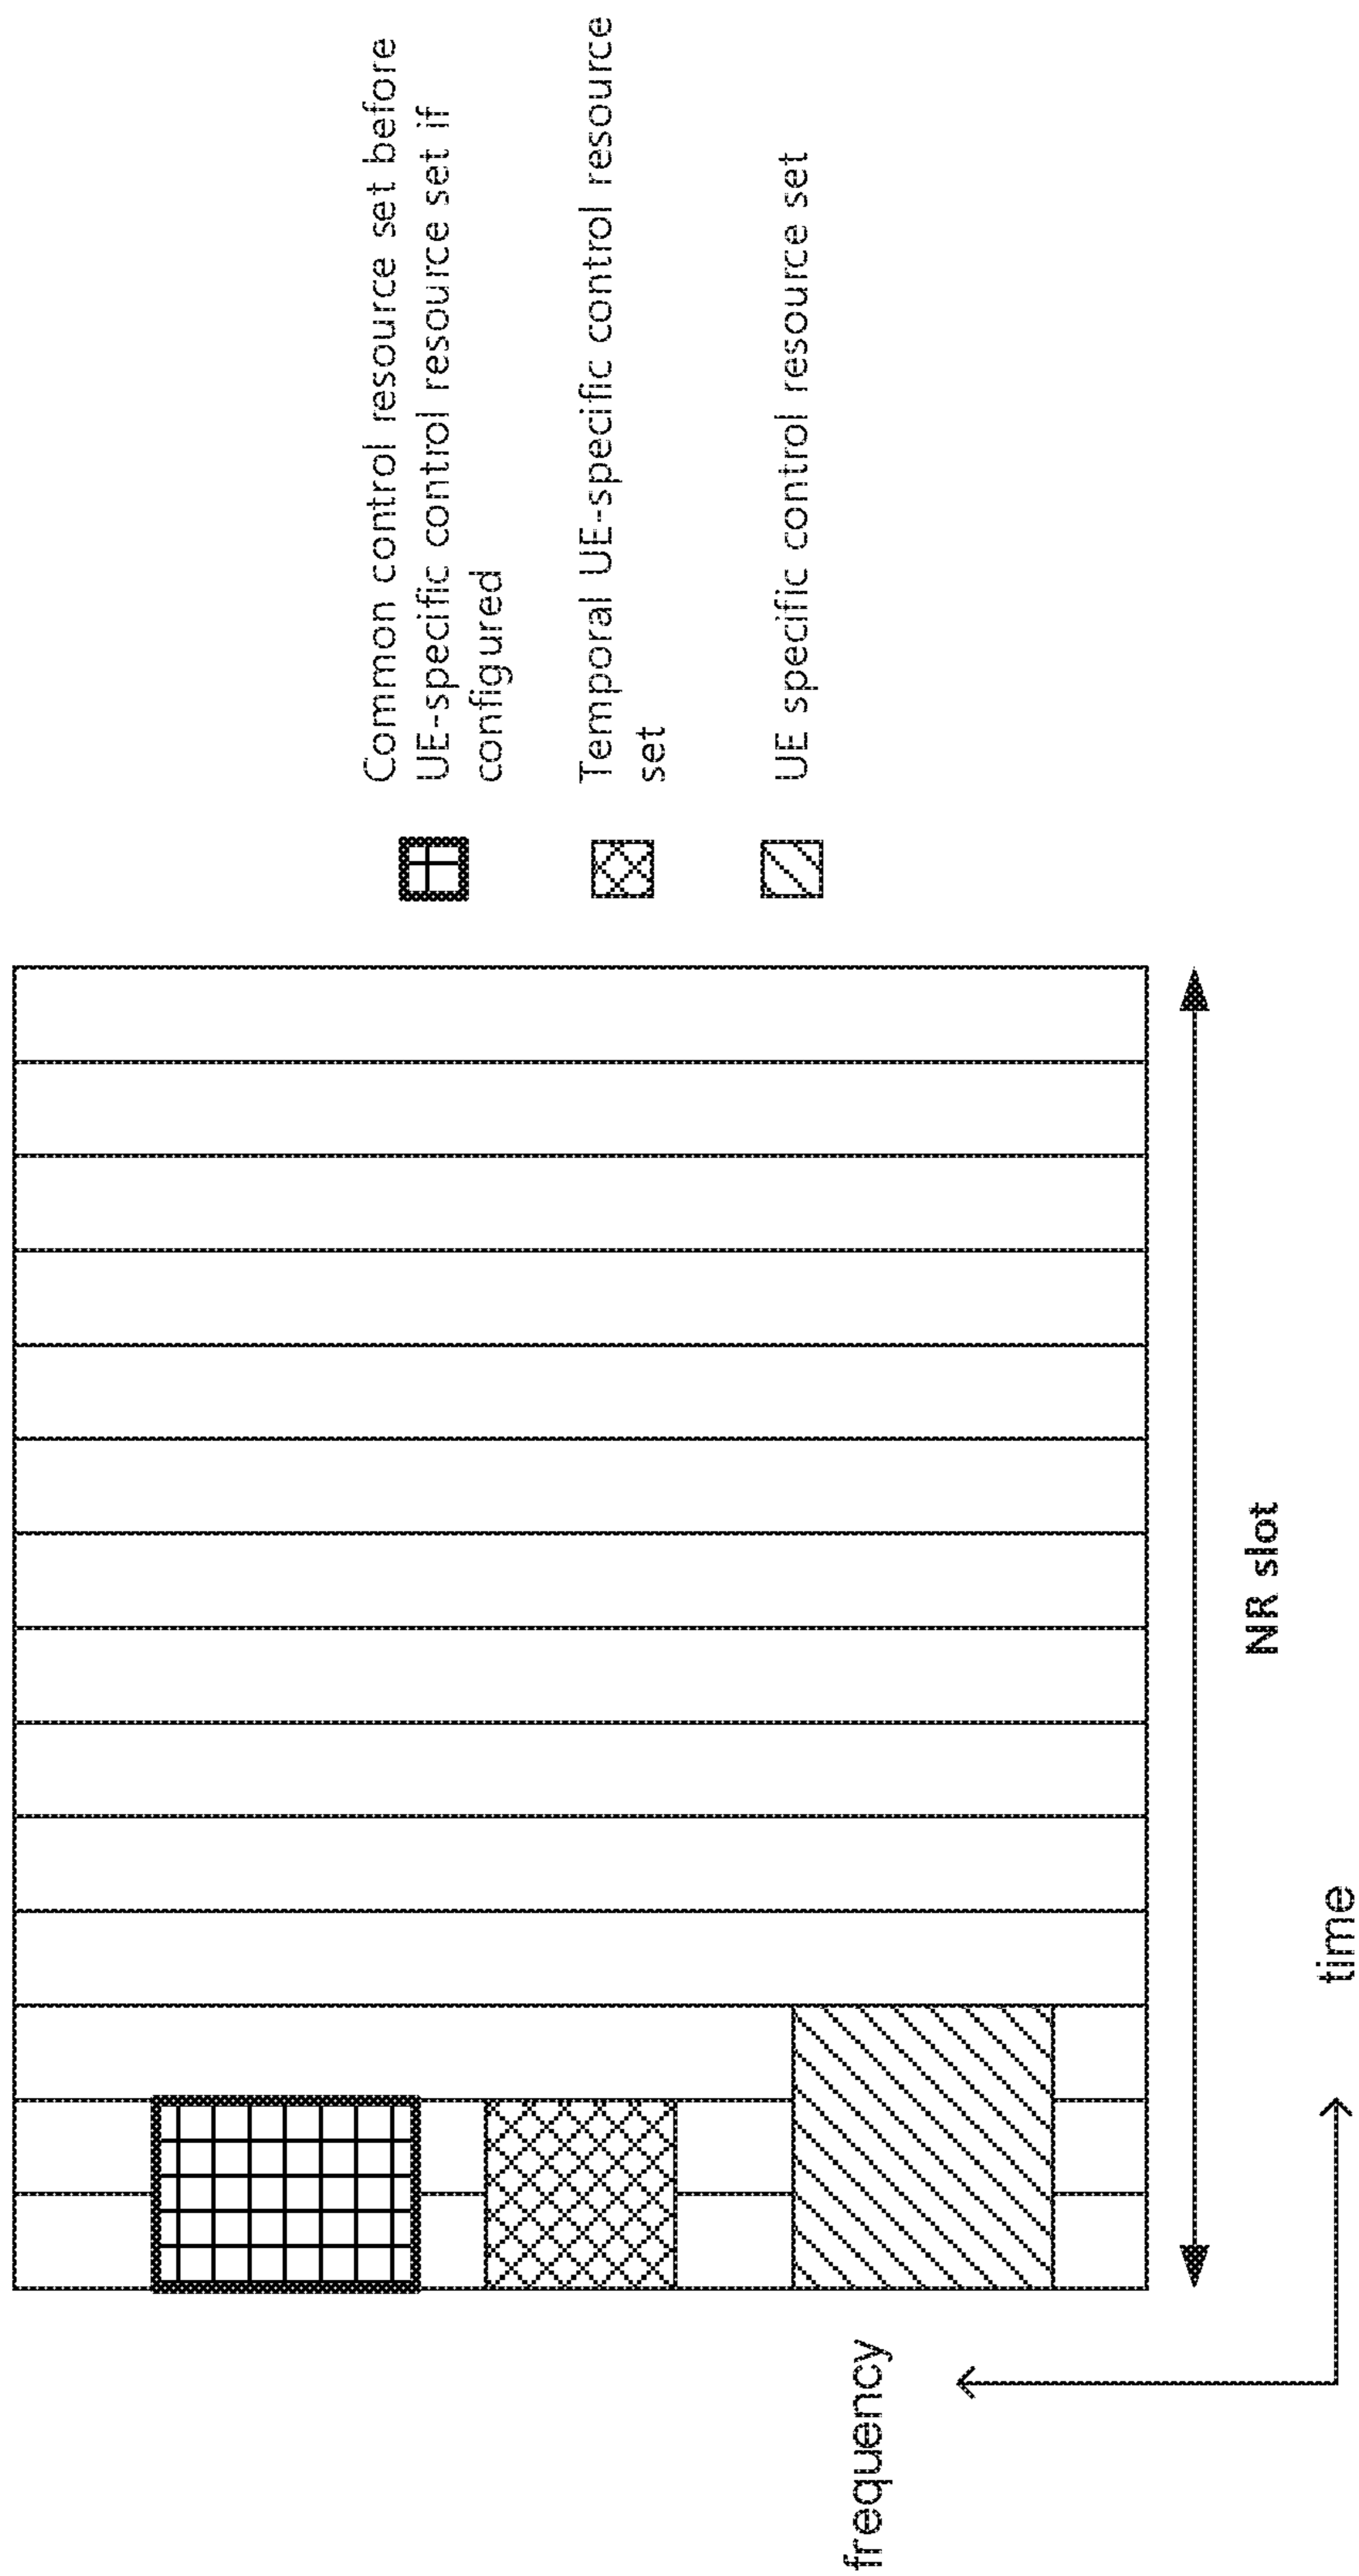 Common control resource set before
UE-specific control resource set if
configured
Temporal UE-specific control resource
set
UE specific control resource set
NR slot
time
frequency